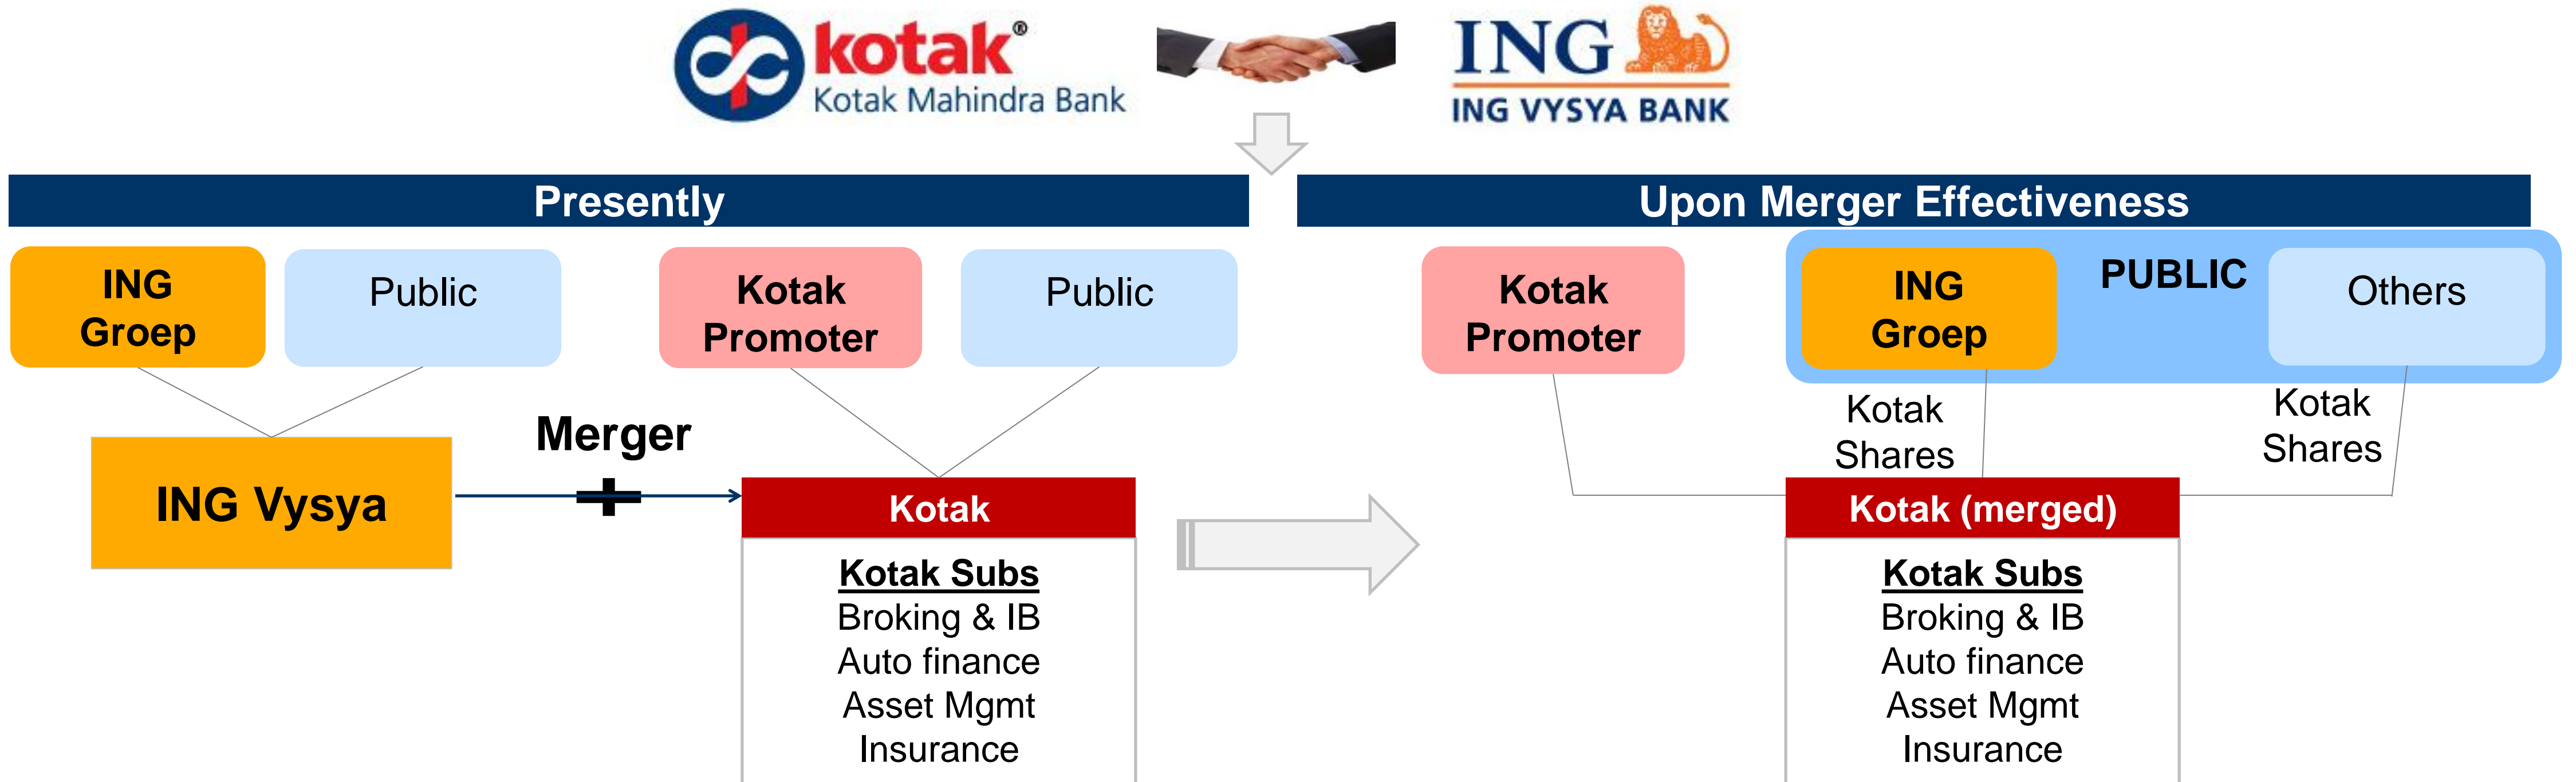 kotak®
Kotak Mahindra Bank
ING
ING VYSYA BANK
Presently
Upon Merger Effectiveness
ING
Groep
Public
Kotak
Promoter
Public
Kotak
Promoter
ING
Groep
PUBLIC
Others
Merger
Kotak
Shares
Kotak
Shares
ING Vysya
Kotak
Kotak (merged)
Kotak Subs
Broking & IB
Auto finance
Asset Mgmt
Insurance
Kotak Subs
Broking & IB
Auto finance
Asset Mgmt
Insurance